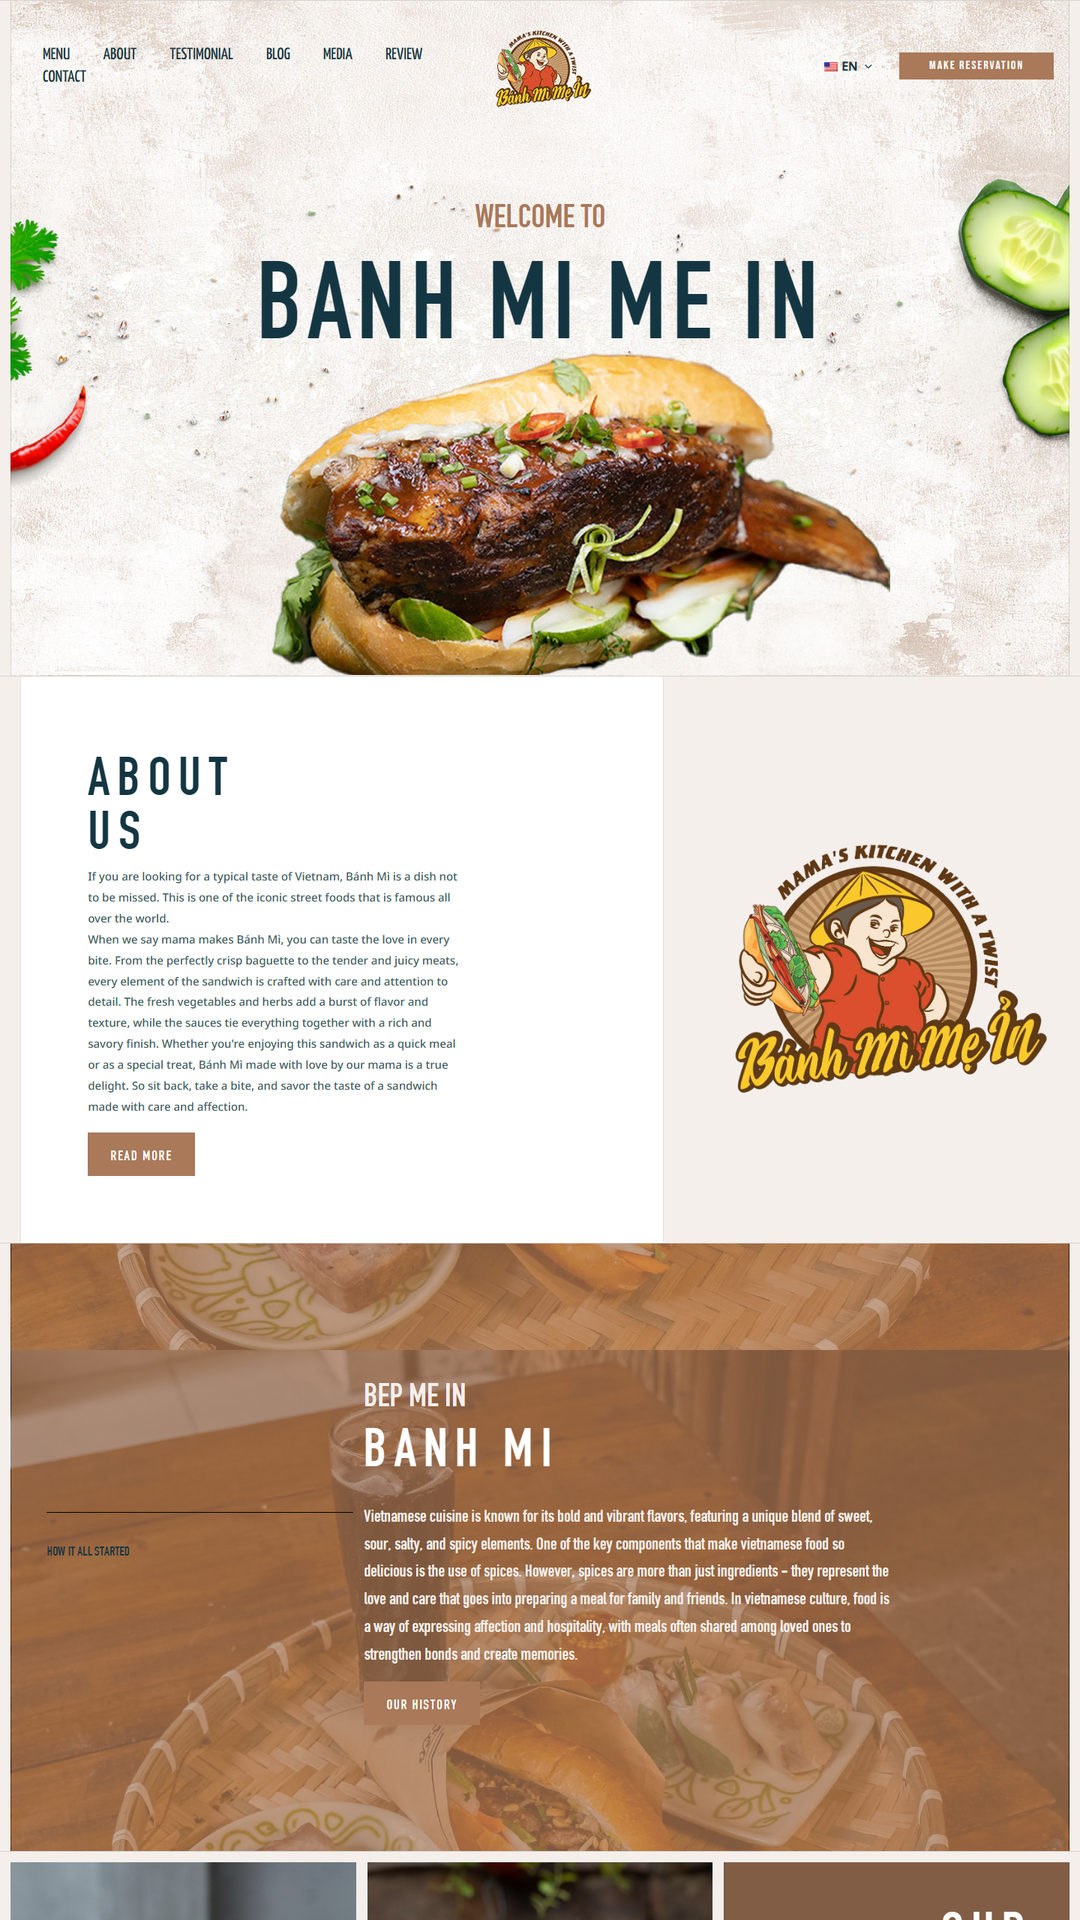 MENU ABOUT TESTIMONIAL BLOG MEDIA REVIEW
CONTACT
MAMA'S KITCHEN WITH A TWIST
Bánh Mì Mẹ Ỉn
EN
MAKE RESERVATION
WELCOME TO
BANH MI ME IN
ABOUT
US
If you are looking for a typical taste of Vietnam, Bánh Mì is a dish not
to be missed. This is one of the iconic street foods that is famous all
over the world.
When we say mama makes Bánh Mì, you can taste the love in every
bite. From the perfectly crisp baguette to the tender and juicy meats,
every element of the sandwich is crafted with care and attention to
detail. The fresh vegetables and herbs add a burst of flavor and
texture, while the sauces tie everything together with a rich and
savory finish. Whether you're enjoying this sandwich as a quick meal
or as a special treat, Bánh Mì made with love by our mama is a true
delight. So sit back, take a bite, and savor the taste of a sandwich
made with care and affection.
READ MORE
MAMA'S KITCHEN WITH A TWIST
Bánh Mì Mẹ Ỉn
BEP ME IN
BANH MI
HOW IT ALL STARTED
Vietnamese cuisine is known for its bold and vibrant flavors, featuring a unique blend of sweet,
sour, salty, and spicy elements. One of the key components that make vietnamese food so
delicious is the use of spices. However, spices are more than just ingredients – they represent the
love and care that goes into preparing a meal for family and friends. In vietnamese culture, food is
a way of expressing affection and hospitality, with meals often shared among loved ones to
strengthen bonds and create memories.
OUR HISTORY
OUR